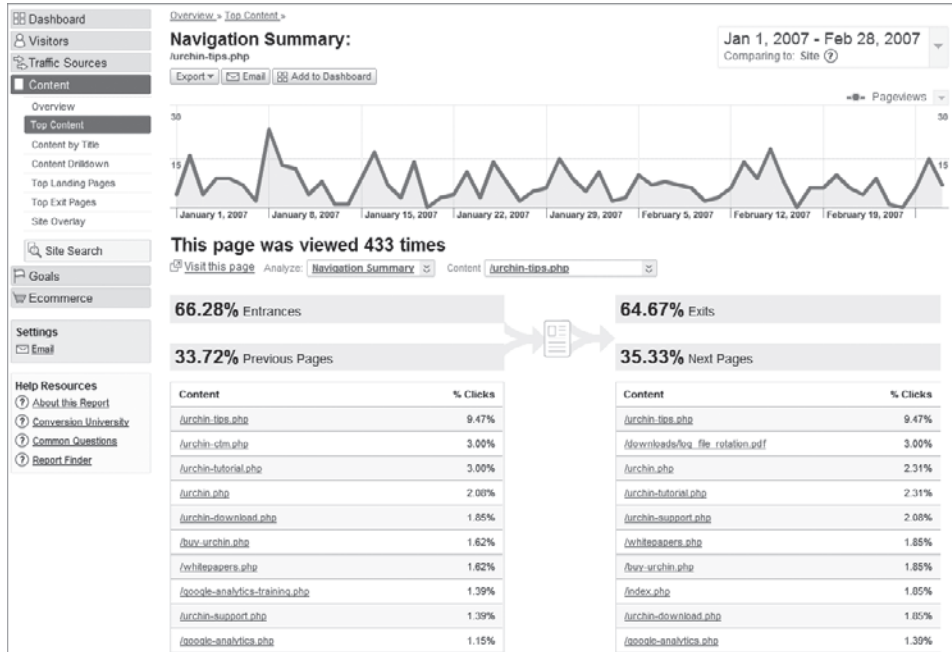 Dashboard
Visitors
Traffic Sources
Content
Overview
Top Content
Content by Title
Content Drilldown
Top Landing Pages
Top Exit Pages
Site Overlay
Site Search
Goals
Ecommerce
Settings
Email
Help Resources
? About this Report
? Conversion University
? Common Questions
? Report Finder
Overview » Top Content »
Navigation Summary:
/urchin-tips.php
Export Email Add to Dashboard
Jan 1, 2007 - Feb 28, 2007
Comparing to: Site ?
Pageviews
30 30
15 15
January 1, 2007 January 8, 2007 January 15, 2007 January 22, 2007 January 29, 2007 February 5, 2007 February 12, 2007 February 19, 2007
This page was viewed 433 times
Visit this page Analyze: Navigation Summary Content /urchin-tips.php
66.28% Entrances
33.72% Previous Pages
Content % Clicks
/urchin-tips.php 9.47%
/urchin-ctm.php 3.00%
/urchin-tutorial.php 3.00%
/urchin.php 2.08%
/urchin-download.php 1.85%
/buy-urchin.php 1.62%
/whitepapers.php 1.62%
/google-analytics-training.php 1.39%
/urchin-support.php 1.39%
/google-analytics.php 1.15%
64.67% Exits
35.33% Next Pages
Content % Clicks
/urchin-tips.php 9.47%
/downloads/log_file_rotation.pdf 3.00%
/urchin.php 2.31%
/urchin-tutorial.php 2.31%
/urchin-support.php 2.08%
/whitepapers.php 1.85%
/buy-urchin.php 1.85%
/index.php 1.85%
/urchin-download.php 1.85%
/google-analytics.php 1.39%